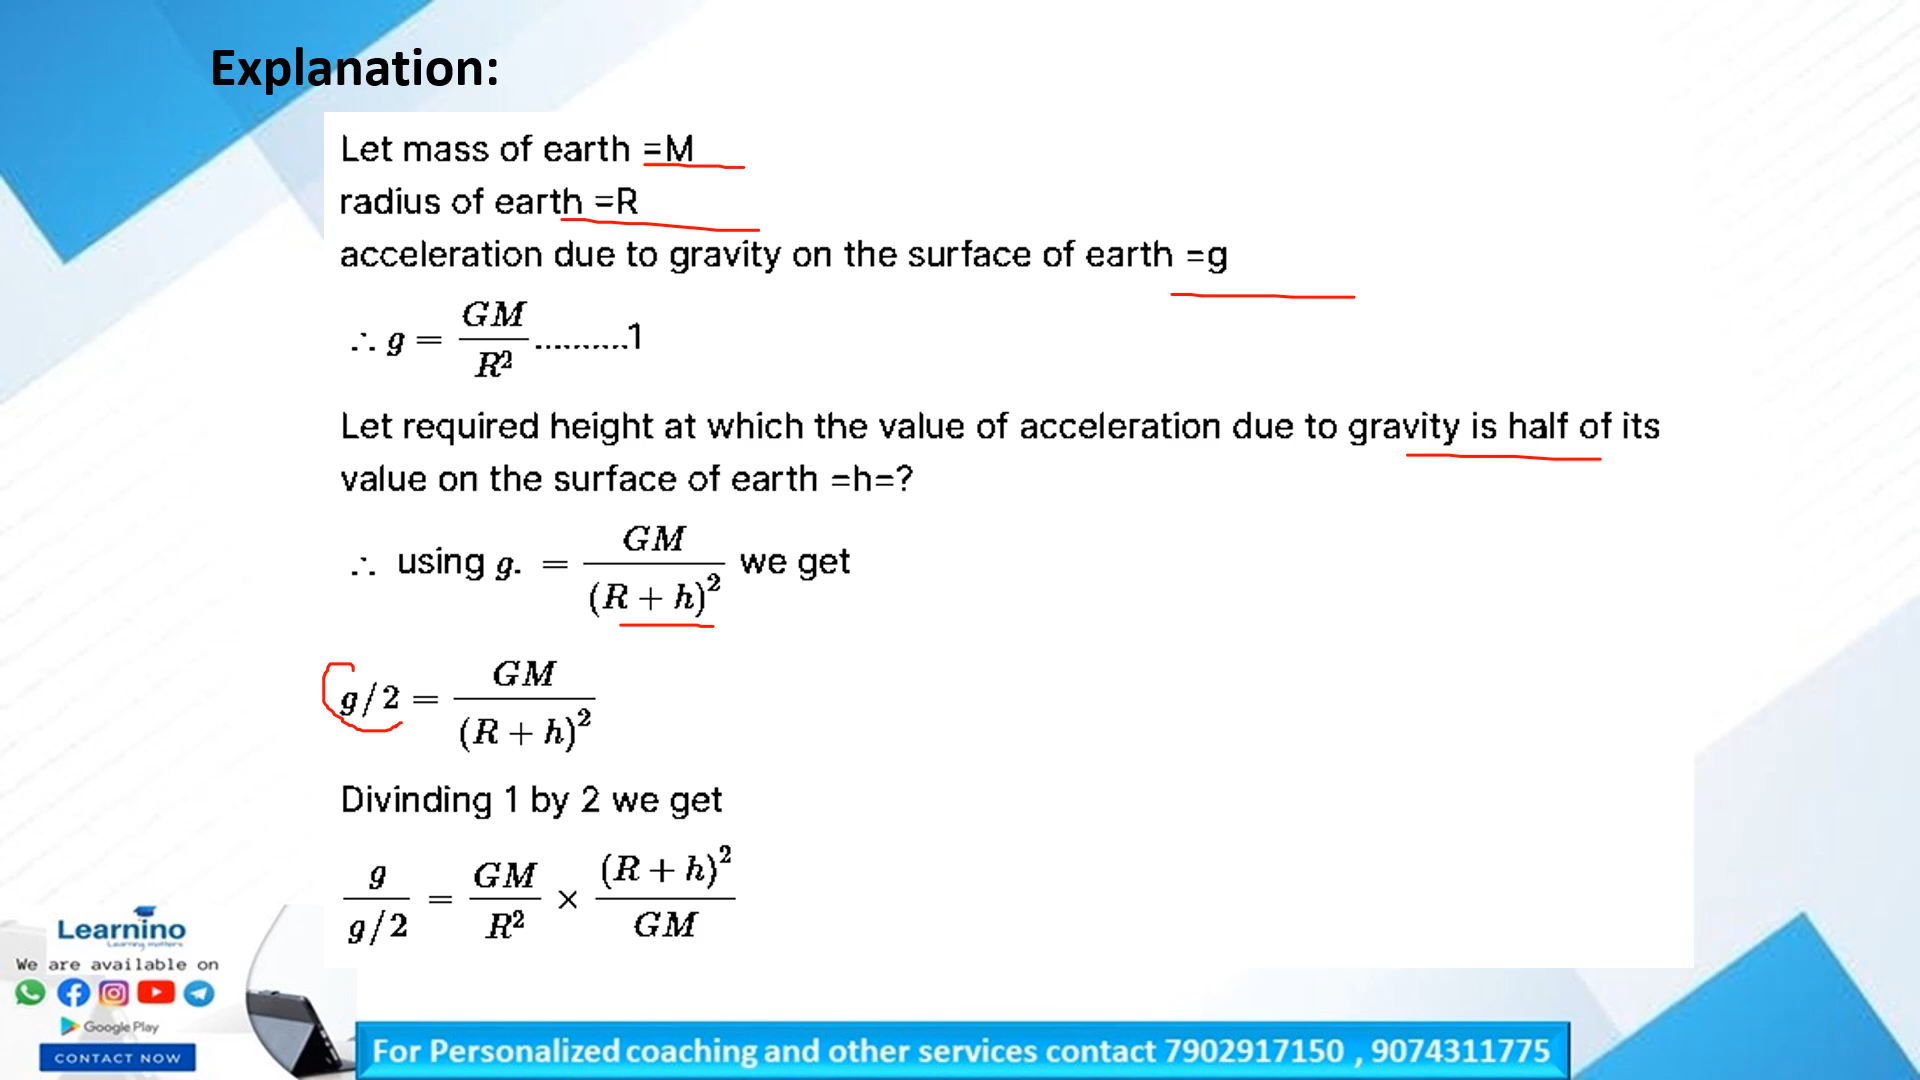 Explanation:
Let mass of earth =M
radius of earth =R
acceleration due to gravity on the surface of earth =g
∴ g = GM/R² ..........1
Let required height at which the value of acceleration due to gravity is half of its
value on the surface of earth =h=?
∴ using g. = GM/(R + h)² we get
g/2 = GM/(R + h)²
Divinding 1 by 2 we get
g/(g/2) = GM/R² × (R + h)²/GM
Learnino
Learning matters
We are available on
Google Play
CONTACT NOW
For Personalized coaching and other services contact 7902917150 , 9074311775